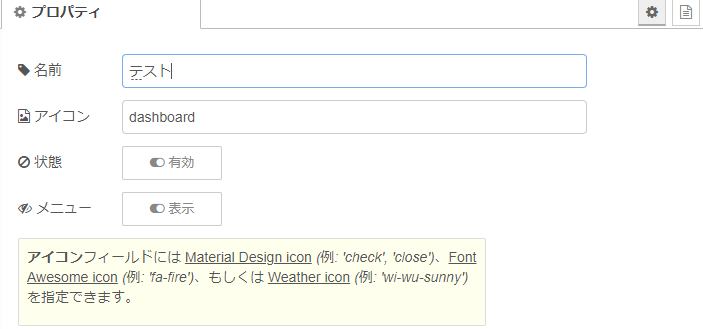 プロパティ
名前
テスト
アイコン
dashboard
状態
有効
メニュー
表示
アイコンフィールドには Material Design icon (例: 'check', 'close')、Font
Awesome icon (例: 'fa-fire')、もしくは Weather icon (例: 'wi-wu-sunny')
を指定できます。